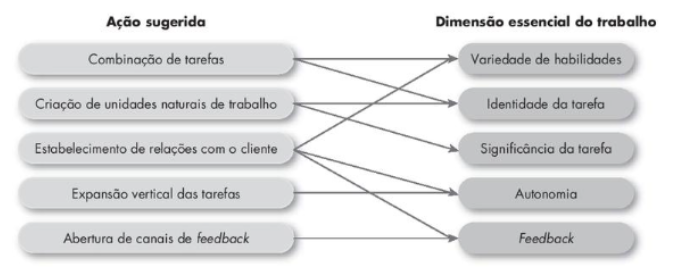 Ação sugerida
Dimensão essencial do trabalho
Combinação de tarefas
Variedade de habilidades
Criação de unidades naturais de trabalho
Identidade da tarefa
Estabelecimento de relações com o cliente
Significância da tarefa
Expansão vertical das tarefas
Autonomia
Abertura de canais de feedback
Feedback